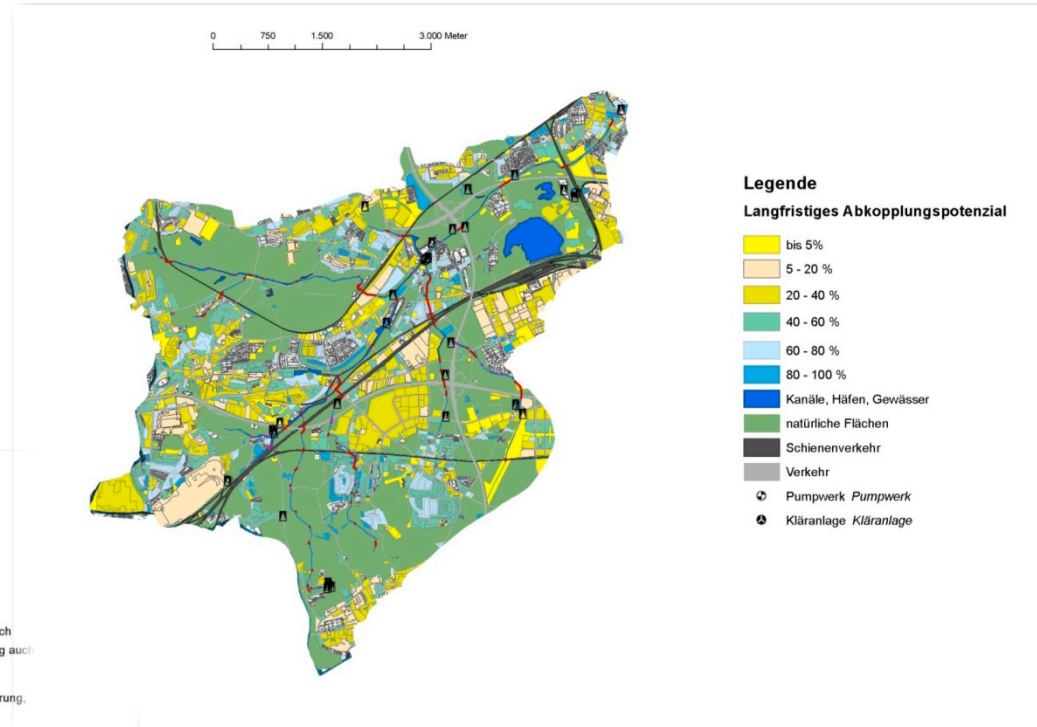 0 750 1.500 3.000 Meter
Legende
Langfristiges Abkopplungspotenzial
bis 5%
5 - 20 %
20 - 40 %
40 - 60 %
60 - 80 %
80 - 100 %
Kanäle, Häfen, Gewässer
natürliche Flächen
Schienenverkehr
Verkehr
Pumpwerk Pumpwerk
Kläranlage Kläranlage
ch
g auch
rung,